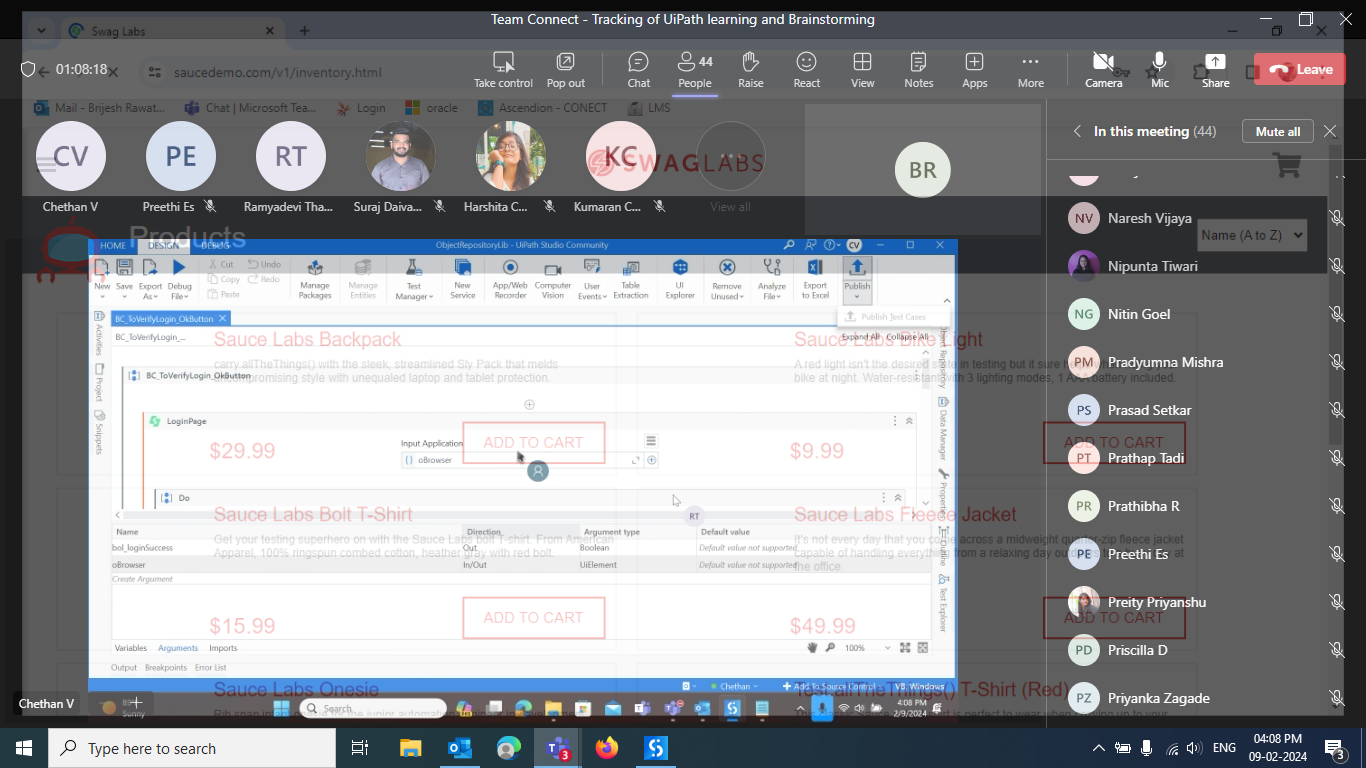 Team Connect - Tracking of UiPath learning and Brainstorming
Swag Labs
01:08:18
saucedemo.com/v1/inventory.html
Take control
Pop out
Chat
44
People
Raise
React
View
Notes
Apps
More
Camera
Mic
Share
Leave
Mail - Brijesh Rawat...
Chat | Microsoft Tea...
Login
oracle
Ascendion - CONECT
LMS
In this meeting (44)
Mute all
CV
PE
RT
KC
SWAGLABS
BR
Chethan V
Preethi Es
Ramyadevi Tha...
Suraj Daiva...
Harshita C...
Kumaran C...
View all
Products
Name (A to Z)
NV
Naresh Vijaya
Nipunta Tiwari
NG
Nitin Goel
PM
Pradyumna Mishra
PS
Prasad Setkar
PT
Prathap Tadi
PR
Prathibha R
PE
Preethi Es
Preity Priyanshu
PD
Priscilla D
PZ
Priyanka Zagade
HOME
DESIGN
DEBUG
ObjectRepositoryLib - UiPath Studio Community
CV
New
Save
Export As
Debug File
Cut
Copy
Paste
Undo
Redo
Manage Packages
Manage Entities
Test Manager
New Service
App/Web Recorder
Computer Vision
User Events
Table Extraction
UI Explorer
Remove Unused
Analyze File
Export to Excel
Publish
Publish Test Cases
BC_ToVerifyLogin_OkButton
BC_ToVerifyLogin_...
Expand All
Collapse All
Activities
Project
Snippets
Object Repository
Data Manager
Properties
Outline
Test Explorer
BC_ToVerifyLogin_OkButton
LoginPage
Input Application
oBrowser
Do
RT
Sauce Labs Backpack
carry.allTheThings() with the sleek, streamlined Sly Pack that melds
uncompromising style with unequaled laptop and tablet protection.
$29.99
ADD TO CART
Sauce Labs Bike Light
A red light isn't the desired state in testing but it sure
bike at night. Water-resistant with 3 lighting modes, 1 AAA battery included.
$9.99
ADD TO CART
Sauce Labs Bolt T-Shirt
Get your testing superhero on with the Sauce Labs bolt T-shirt. From American
Apparel, 100% ringspun combed cotton, heather gray with red bolt.
$15.99
ADD TO CART
Sauce Labs Fleece Jacket
It's not every day that you come across a midweight quarter-zip fleece jacket
capable of handling everything from a relaxing day outdoors at
the office.
$49.99
ADD TO CART
Name
Direction
Argument type
Default value
bol_loginSuccess
Out
Boolean
Default value not supported
oBrowser
In/Out
UiElement
Default value not supported
Create Argument
Variables
Arguments
Imports
100%
Output
Breakpoints
Error List
Chethan
Add To Source Control
VB, Windows
Sauce Labs Onesie
Test.allTheThings() T-Shirt (Red)
Chethan V
Sunny
Search
4:08 PM
2/9/2024
Type here to search
3
ENG
04:08 PM
09-02-2024
3